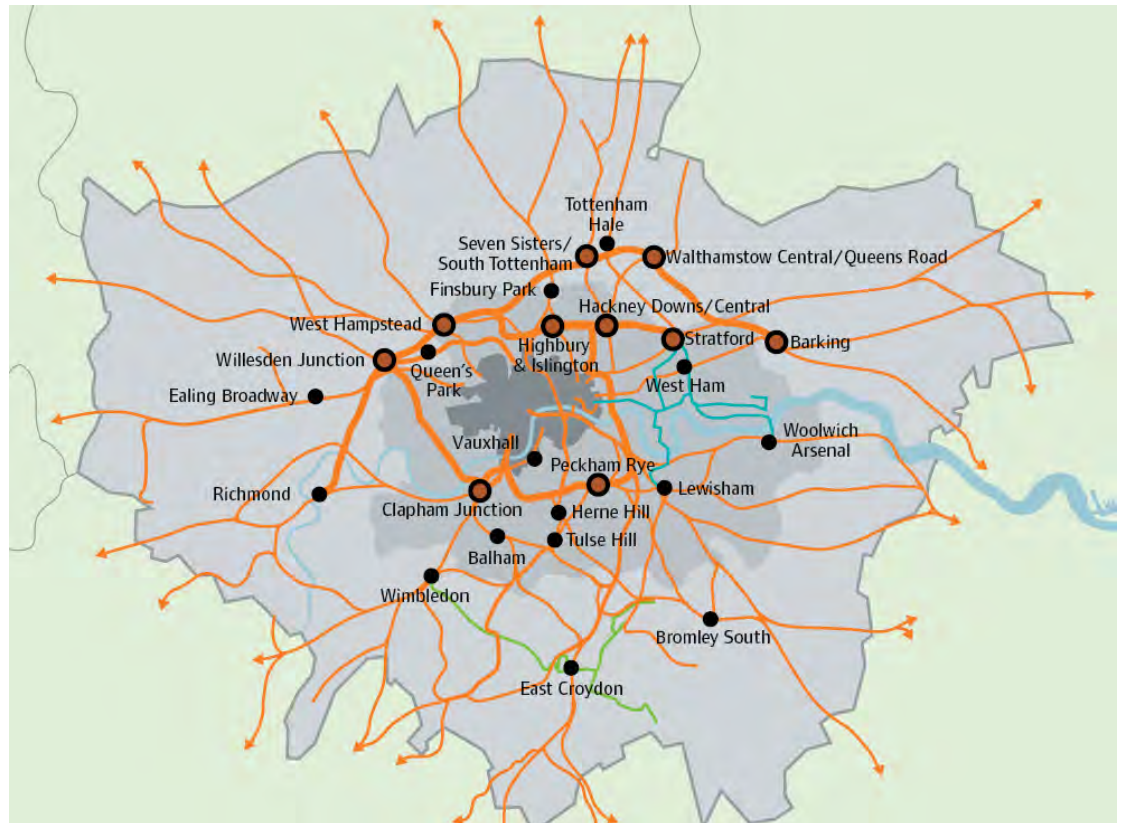 Tottenham
Hale
Seven Sisters/
South Tottenham
Walthamstow Central/Queens Road
Finsbury Park
Hackney Downs/Central
West Hampstead
Highbury
& Islington
Stratford
Barking
Willesden Junction
Queen's
Park
West Ham
Ealing Broadway
Vauxhall
Woolwich
Arsenal
Peckham Rye
Richmond
Clapham Junction
Lewisham
Herne Hill
Tulse Hill
Balham
Wimbledon
Bromley South
East Croydon